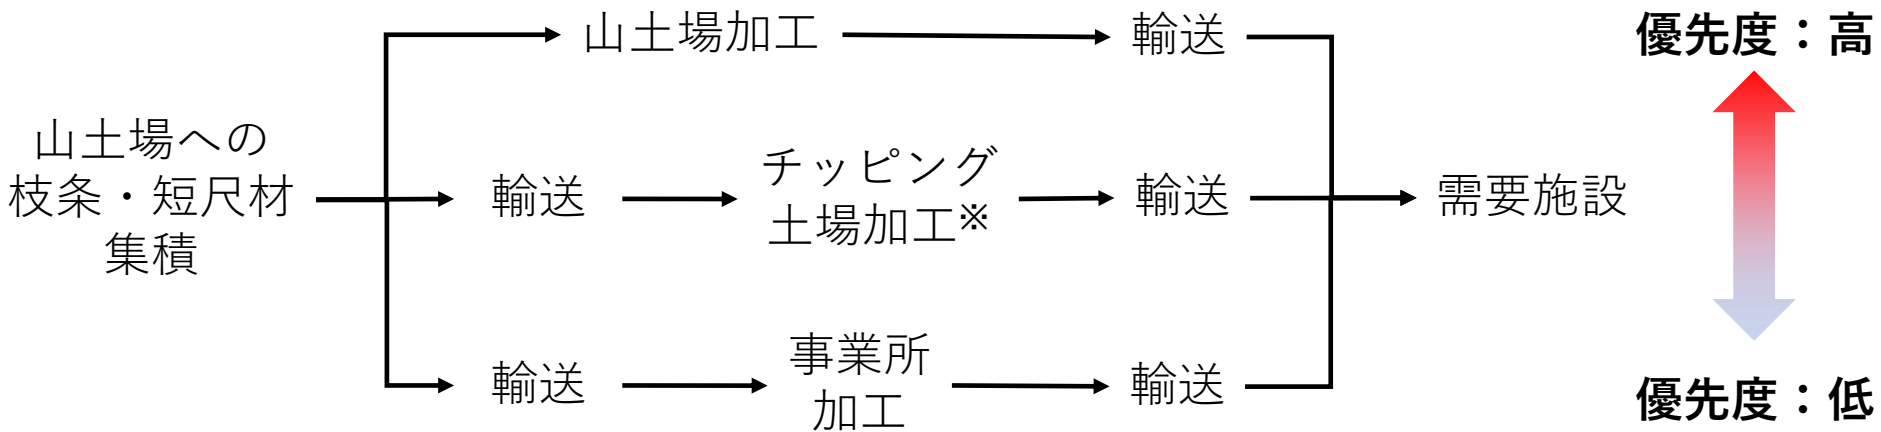 山土場への
枝条・短尺材
集積
山土場加工
輸送
輸送
チッピング
土場加工※
輸送
輸送
事業所
加工
輸送
需要施設
優先度：高
優先度：低